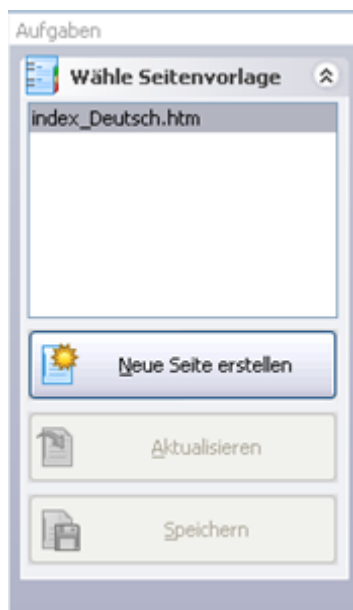 Aufgaben
Wähle Seitenvorlage
index_Deutsch.htm
Neue Seite erstellen
Aktualisieren
Speichern